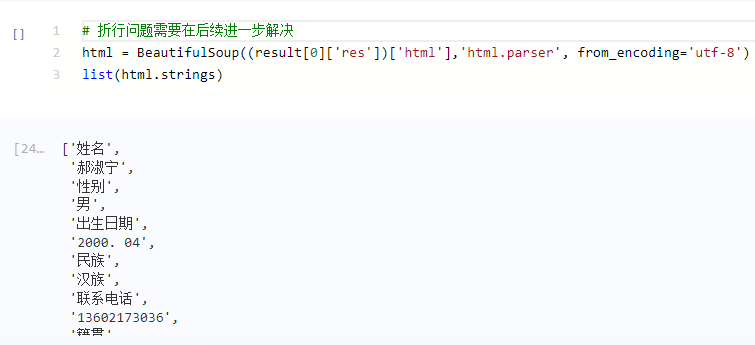 [] 1 # 折行问题需要在后续进一步解决
2 html = BeautifulSoup((result[0]['res'])['html'],'html.parser', from_encoding='utf-8')
3 list(html.strings)
[24… ['姓名',
'郝淑宁',
'性别',
'男',
'出生日期',
'2000. 04',
'民族',
'汉族',
'联系电话',
'13602173036',
'籍贯'